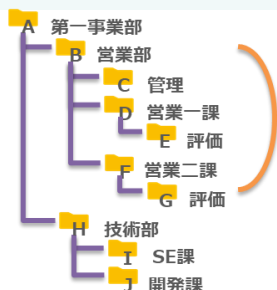 A 第一事業部
B 営業部
C 管理
D 営業一課
E 評価
F 営業二課
G 評価
H 技術部
I SE課
J 開発課